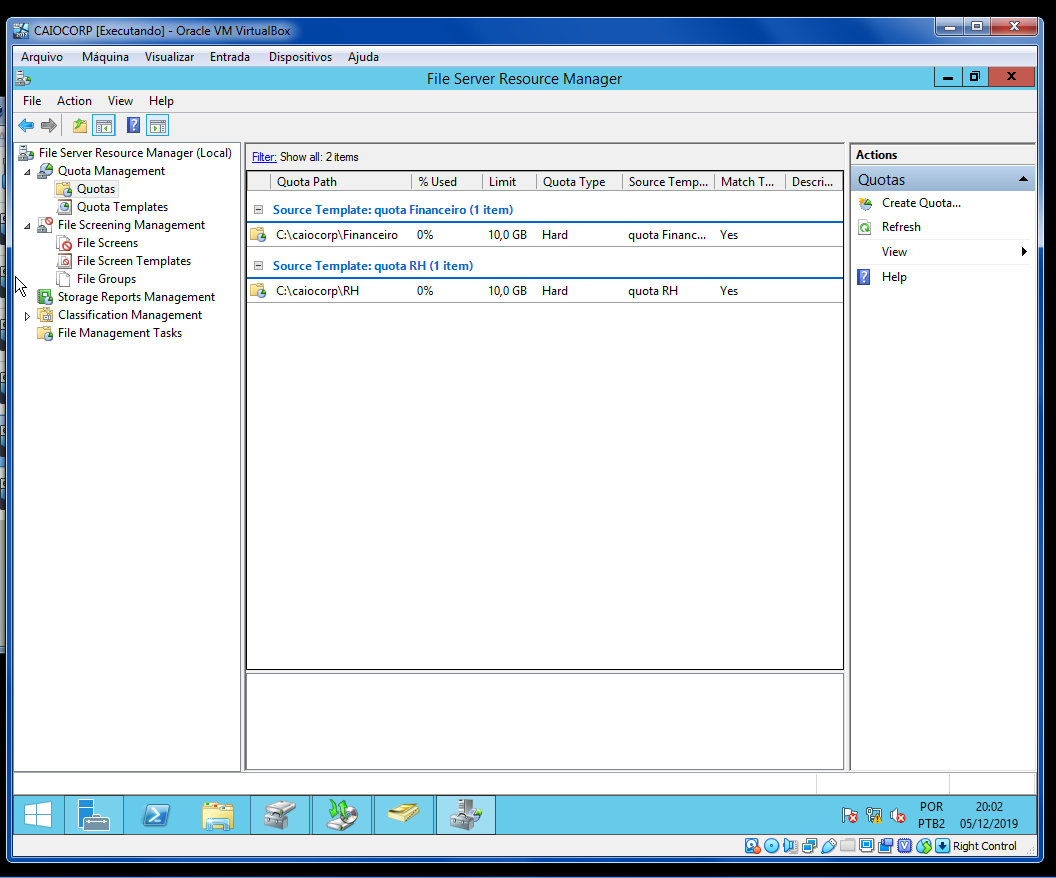 CAIOCORP [Executando] - Oracle VM VirtualBox
Arquivo Máquina Visualizar Entrada Dispositivos Ajuda
File Server Resource Manager
File Action View Help
File Server Resource Manager (Local)
Quota Management
Quotas
Quota Templates
File Screening Management
File Screens
File Screen Templates
File Groups
Storage Reports Management
Classification Management
File Management Tasks
Filter: Show all: 2 items
Quota Path % Used Limit Quota Type Source Temp... Match T... Descri...
Source Template: quota Financeiro (1 item)
C:\caiocorp\Financeiro 0% 10,0 GB Hard quota Financ... Yes
Source Template: quota RH (1 item)
C:\caiocorp\RH 0% 10,0 GB Hard quota RH Yes
Actions
Quotas
Create Quota...
Refresh
View
Help
POR 20:02
PTB2 05/12/2019
Right Control